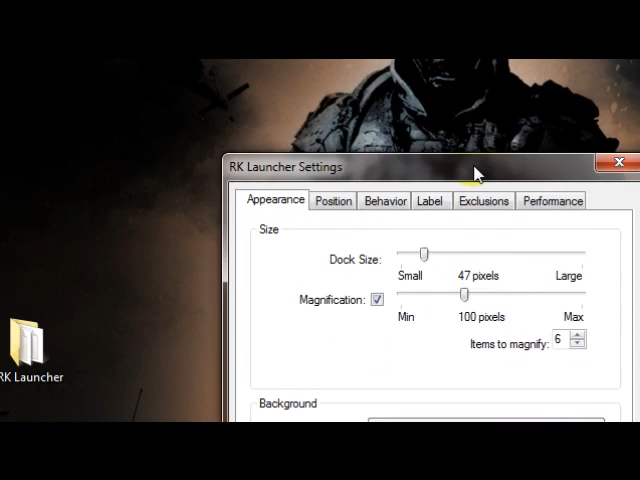 RK Launcher Settings
Appearance Position Behavior Label Exclusions Performance
Size
Dock Size:
Small 47 pixels Large
Magnification:
Min 100 pixels Max
Items to magnify: 6
RK Launcher
Background